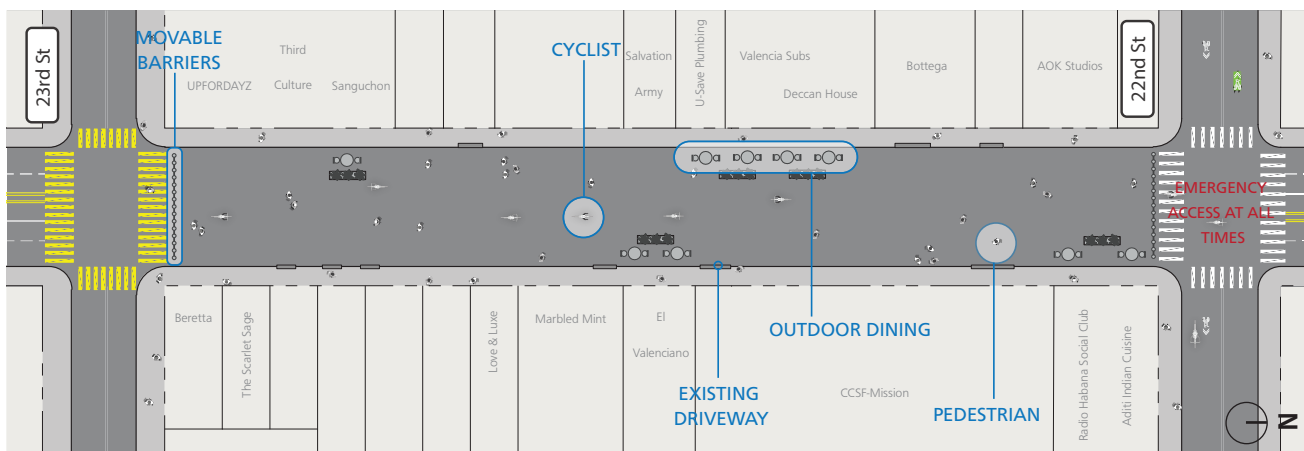 23rd St
MOVABLE
BARRIERS
Third
UPFORDAYZ
Culture
Sanguchon
CYCLIST
Salvation
Army
U-Save Plumbing
Valencia Subs
Deccan House
Bottega
AOK Studios
22nd St
EMERGENCY
ACCESS AT ALL
TIMES
Beretta
The Scarlet Sage
Love & Luxe
Marbled Mint
El
Valenciano
EXISTING
DRIVEWAY
OUTDOOR DINING
CCSF-Mission
PEDESTRIAN
Radio Habana Social Club
Aditi Indian Cuisine
N